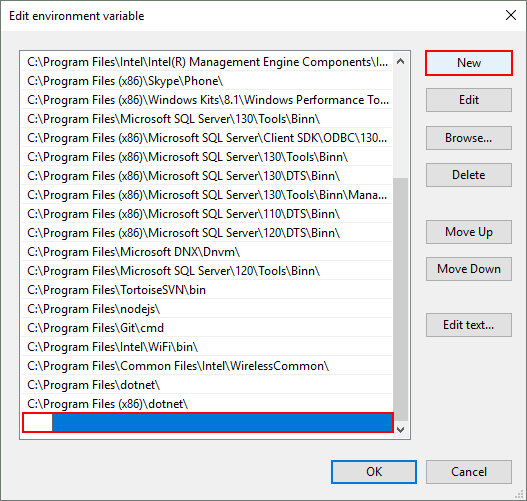 Edit environment variable
C:\Program Files\Intel\Intel(R) Management Engine Components\I...
New
C:\Program Files (x86)\Skype\Phone\
C:\Program Files (x86)\Windows Kits\8.1\Windows Performance To...
Edit
C:\Program Files\Microsoft SQL Server\130\Tools\Binn\
C:\Program Files (x86)\Microsoft SQL Server\Client SDK\ODBC\130...
Browse...
C:\Program Files (x86)\Microsoft SQL Server\130\Tools\Binn\
C:\Program Files (x86)\Microsoft SQL Server\130\DTS\Binn\
Delete
C:\Program Files (x86)\Microsoft SQL Server\130\Tools\Binn\Mana...
C:\Program Files (x86)\Microsoft SQL Server\110\DTS\Binn\
C:\Program Files (x86)\Microsoft SQL Server\120\DTS\Binn\
Move Up
C:\Program Files\Microsoft DNX\Dnvm\
C:\Program Files\Microsoft SQL Server\120\Tools\Binn\
Move Down
C:\Program Files\TortoiseSVN\bin
C:\Program Files\nodejs\
C:\Program Files\Git\cmd
Edit text...
C:\Program Files\Intel\WiFi\bin\
C:\Program Files\Common Files\Intel\WirelessCommon\
C:\Program Files\dotnet\
C:\Program Files (x86)\dotnet\
OK
Cancel